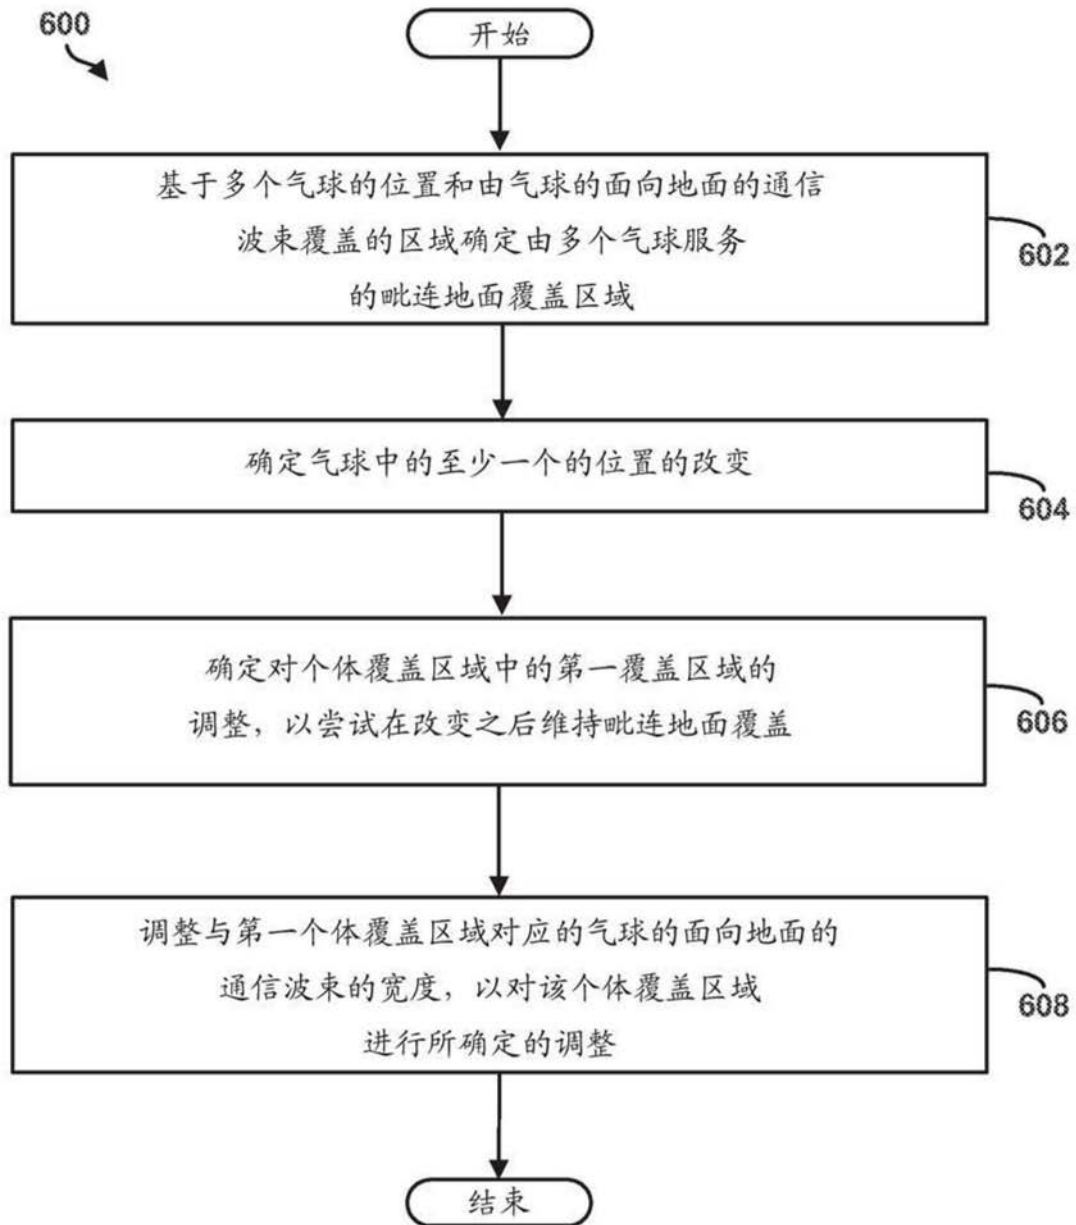 600
开始
基于多个气球的位置和由气球的面向地面的通信
波束覆盖的区域确定由多个气球服务
的毗连地面覆盖区域
602
确定气球中的至少一个的位置的改变
604
确定对个体覆盖区域中的第一覆盖区域的
调整，以尝试在改变之后维持毗连地面覆盖
606
调整与第一个体覆盖区域对应的气球的面向地面的
通信波束的宽度，以对该个体覆盖区域
进行所确定的调整
608
结束